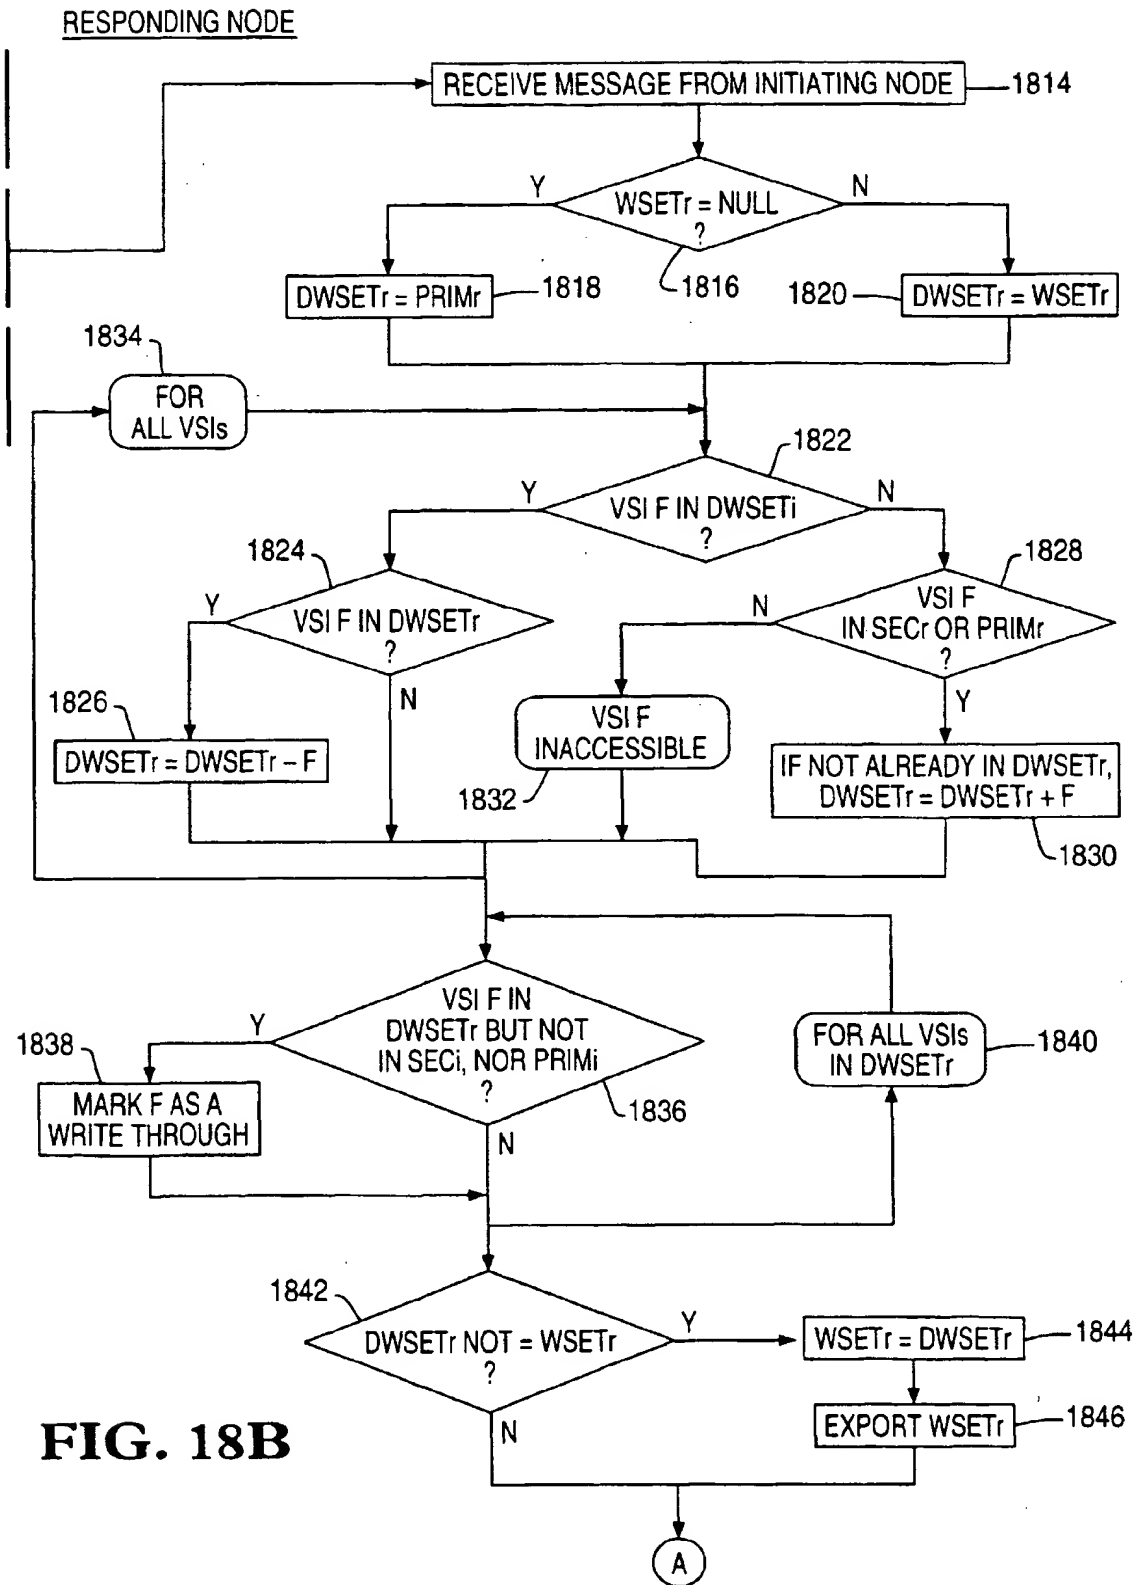 RESPONDING NODE
RECEIVE MESSAGE FROM INITIATING NODE
1814
Y
WSETr = NULL
?
N
1816
DWSETr = PRIMr
1818
1820
DWSETr = WSETr
1834
FOR
ALL VSIs
1822
Y
VSI F IN DWSETi
?
N
1824
1828
Y
VSI F IN DWSETr
?
N
N
VSI F
IN SECr OR PRIMr
?
Y
1826
DWSETr = DWSETr – F
VSI F
INACCESSIBLE
1832
IF NOT ALREADY IN DWSETr,
DWSETr = DWSETr + F
1830
Y
VSI F IN
DWSETr BUT NOT
IN SECi, NOR PRIMi
?
1836
N
1838
MARK F AS A
WRITE THROUGH
FOR ALL VSIs
IN DWSETr
1840
1842
DWSETr NOT = WSETr
?
Y
N
WSETr = DWSETr
1844
EXPORT WSETr
1846
FIG. 18B
A